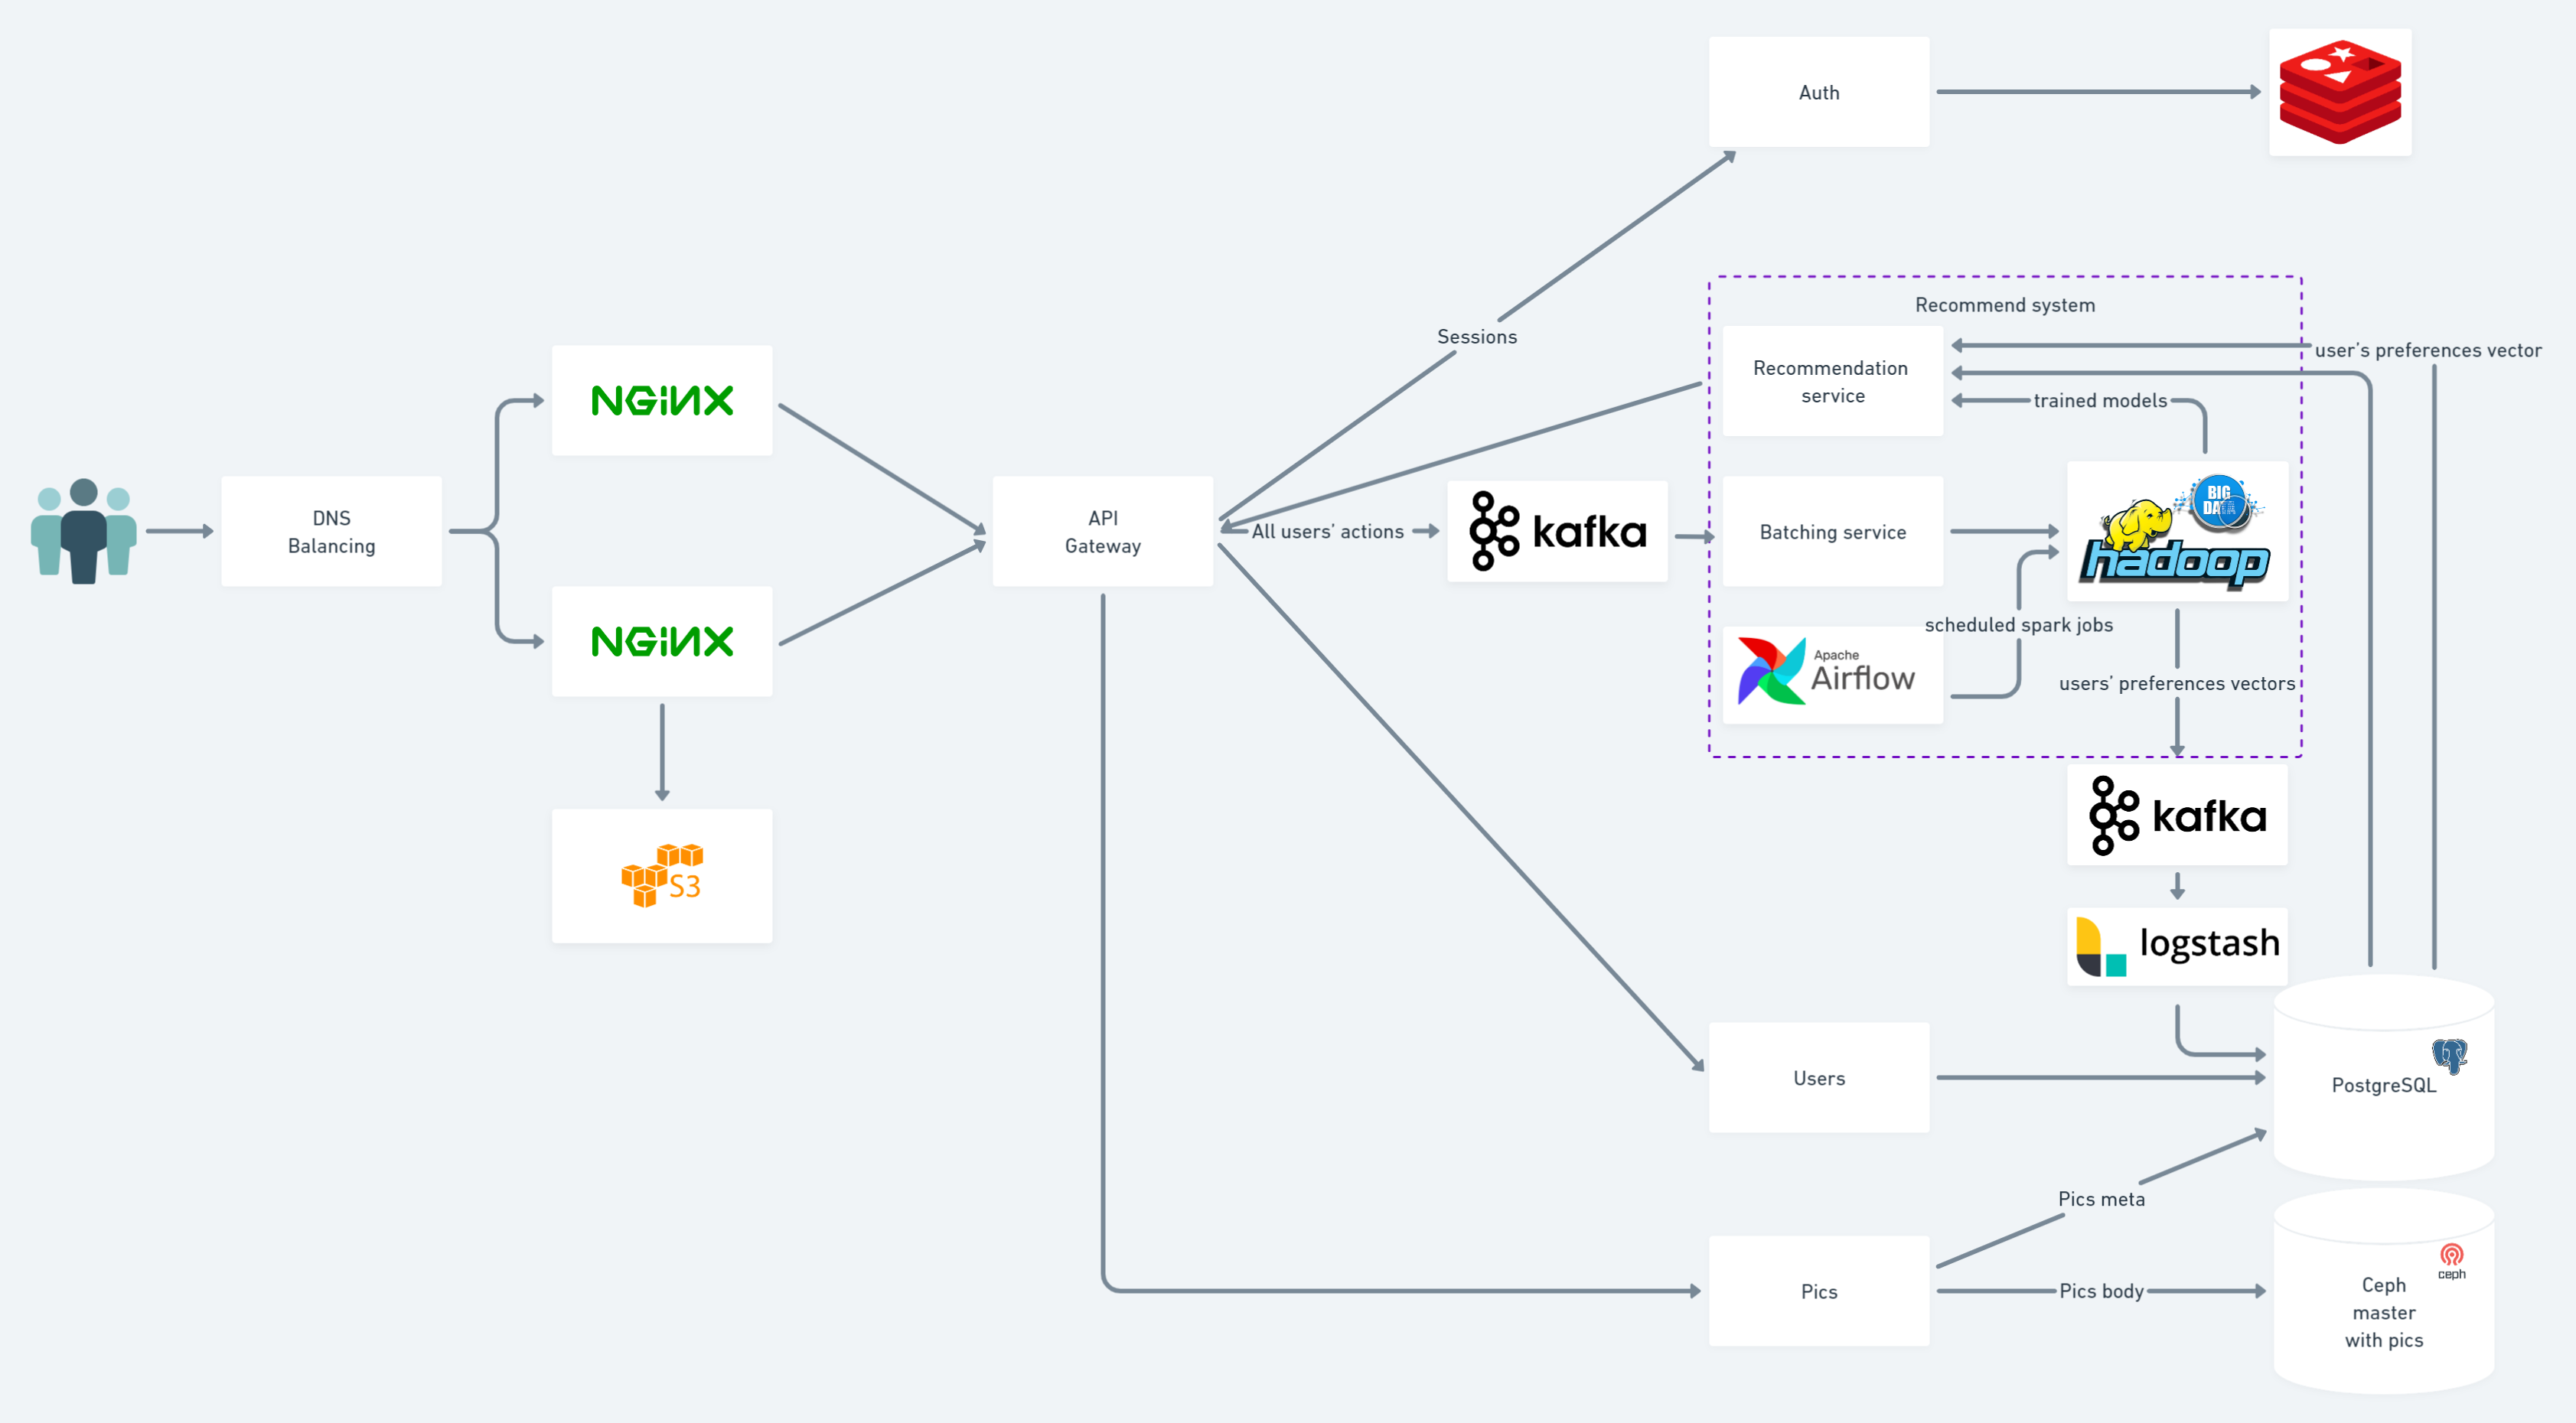 Auth
Recommend system
Sessions
user's preferences vector
Recommendation
service
trained models
NGINX
DNS
Balancing
API
Gateway
All users' actions
kafka
Batching service
BIG
DATA
hadoop
scheduled spark jobs
NGINX
Apache
Airflow
users' preferences vectors
kafka
S3
logstash
Users
PostgreSQL
Pics meta
Pics
Pics body
ceph
Ceph
master
with pics